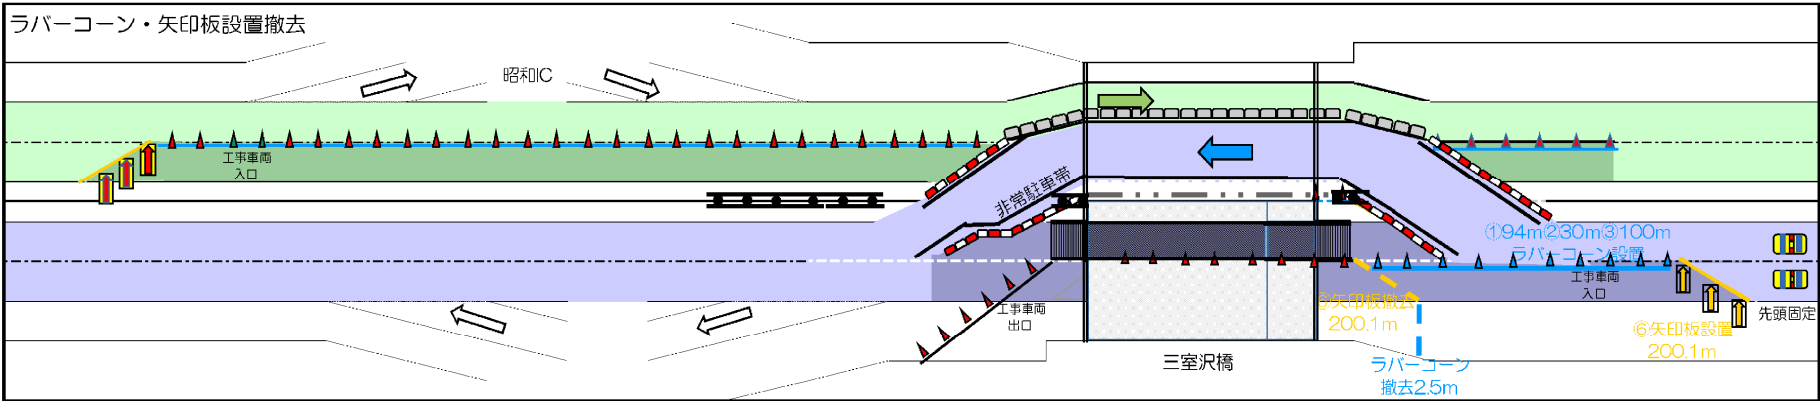 ラバーコーン・矢印板設置撤去
昭和IC
工事車両
入口
非常駐車帯
①94m②30m③100m
ラバーコーン設置
工事車両
入口
工事車両
出口
先頭固定
矢印板撤去
200.1m
⑥矢印板設置
200.1m
三室沢橋
ラバーコーン
撤去2.5m